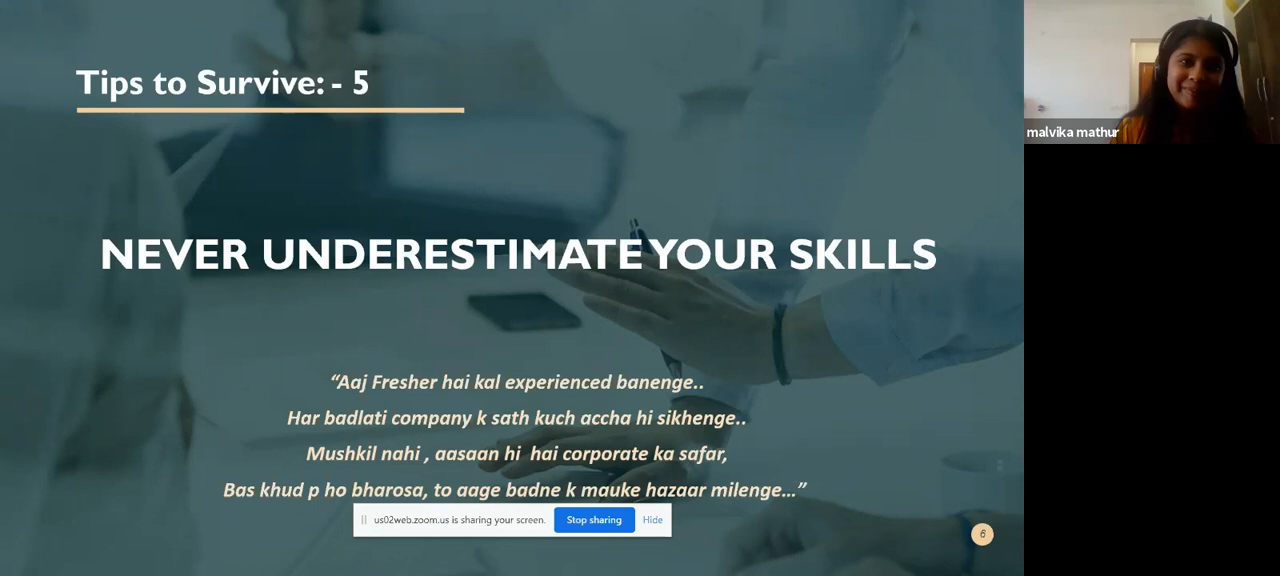 Tips to Survive: - 5
NEVER UNDERESTIMATE YOUR SKILLS
“Aaj Fresher hai kal experienced banenge..
Har badlati company k sath kuch accha hi sikhenge..
Mushkil nahi , aasaan hi hai corporate ka safar,
Bas khud p ho bharosa, to aage badne k mauke hazaar milenge...”
us02web.zoom.us is sharing your screen. Stop sharing Hide
6
malvika mathur